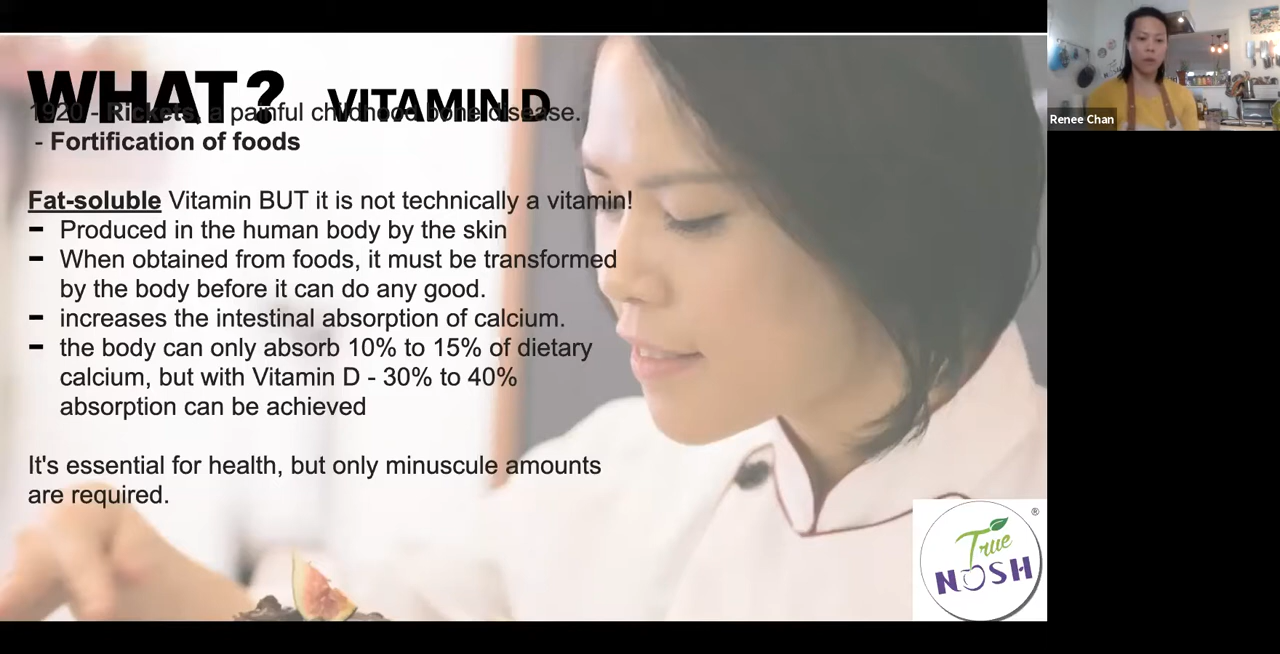 WHAT? VITAMIN D
1920 - Rickets, a painful childhood bone disease.
- Fortification of foods
Fat-soluble Vitamin BUT it is not technically a vitamin!
– Produced in the human body by the skin
– When obtained from foods, it must be transformed
by the body before it can do any good.
– increases the intestinal absorption of calcium.
– the body can only absorb 10% to 15% of dietary
calcium, but with Vitamin D - 30% to 40%
absorption can be achieved
It's essential for health, but only minuscule amounts
are required.
Renee Chan
®
True
NOSH